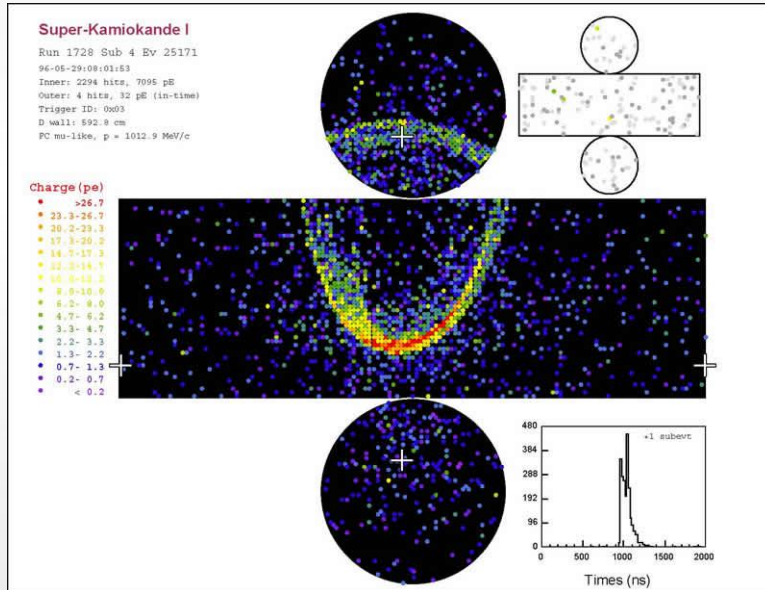 Super-Kamiokande I
Run 1728 Sub 4 Ev 25171
96-05-29:08:01:53
Inner: 2294 hits, 7095 pE
Outer: 4 hits, 32 pE (in-time)
Trigger ID: 0x03
D wall: 592.8 cm
FC mu-like, p = 1012.9 MeV/c
Charge(pe)
>26.7
23.3-26.7
20.2-23.3
17.3-20.2
14.7-17.3
12.2-14.7
10.0-12.2
8.0-10.0
6.2- 8.0
4.7- 6.2
3.3- 4.7
2.2- 3.3
1.3- 2.2
0.7- 1.3
0.2- 0.7
< 0.2
+1 subevt
480
384
288
192
96
0
0
500
1000
1500
2000
Times (ns)